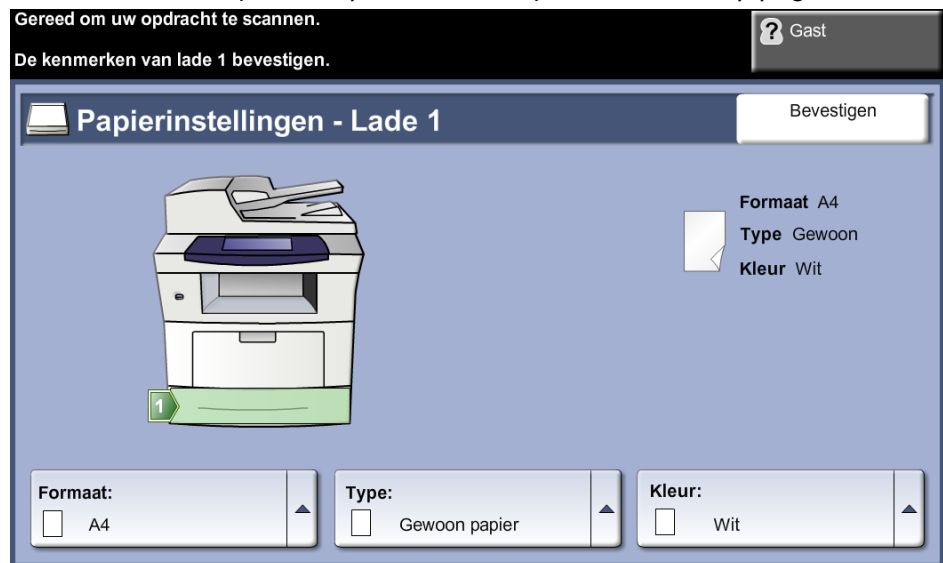 Gereed om uw opdracht te scannen.
Gast
De kenmerken van lade 1 bevestigen.
Papierinstellingen - Lade 1
Bevestigen
Formaat A4
Type Gewoon
Kleur Wit
1
Formaat:
A4
Type:
Gewoon papier
Kleur:
Wit